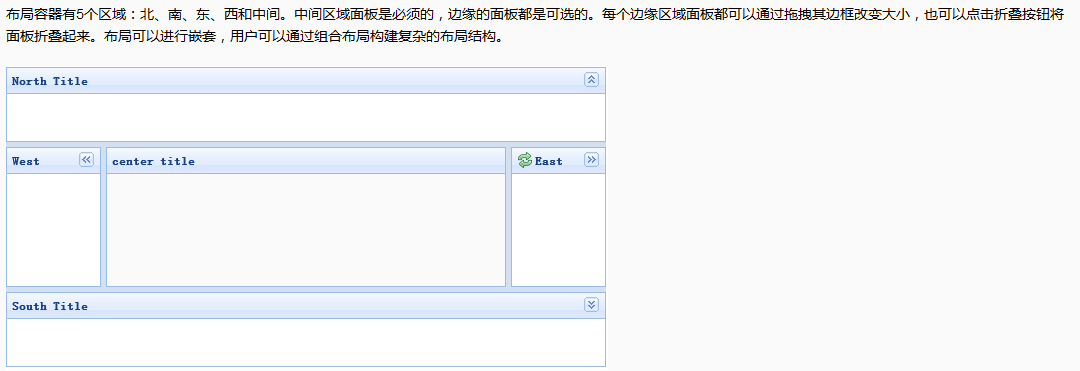 布局容器有5个区域：北、南、东、西和中间。中间区域面板是必须的，边缘的面板都是可选的。每个边缘区域面板都可以通过拖拽其边框改变大小，也可以点击折叠按钮将
面板折叠起来。布局可以进行嵌套，用户可以通过组合布局构建复杂的布局结构。
North Title
West
center title
East
South Title